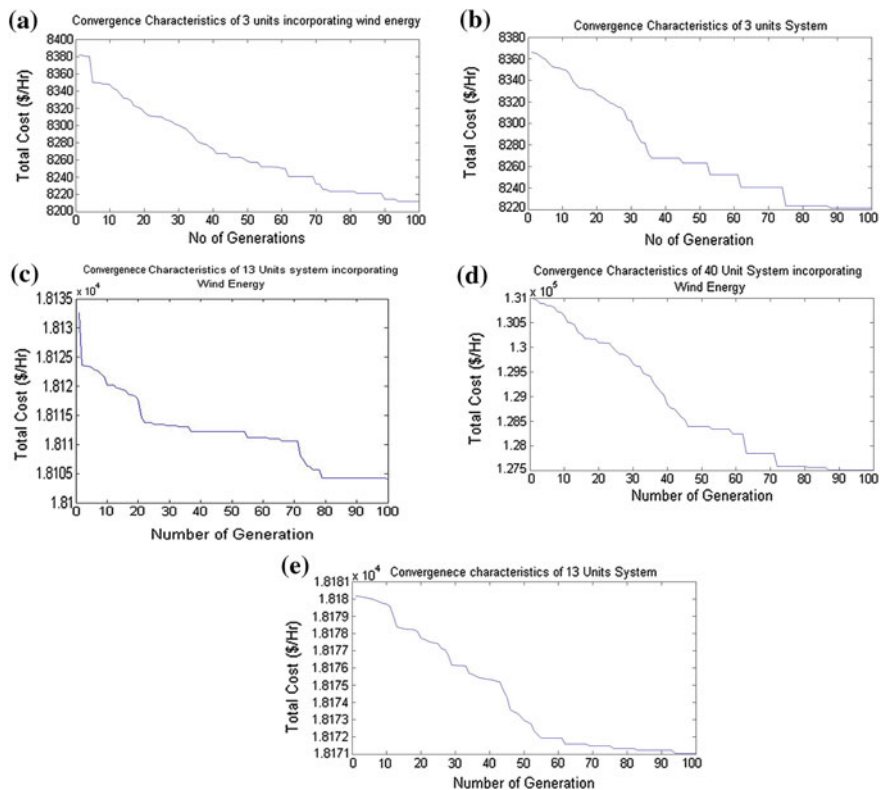 (a)
Convergence Characteristics of 3 units incorporating wind energy
8400
8380
8360
8340
8320
8300
8280
8260
8240
8220
8200
Total Cost ($/Hr)
0 10 20 30 40 50 60 70 80 90 100
No of Generations
(b)
Convergence Characteristics of 3 units System
8380
8360
8340
8320
8300
8280
8260
8240
8220
Total Cost ($/Hr)
0 10 20 30 40 50 60 70 80 90 100
No of Generation
(c)
Convergenece Characteristics of 13 Units system incorporating
Wind Energy
x 10⁴
1.8135
1.813
1.8125
1.812
1.8115
1.811
1.8105
1.81
Total Cost ($/Hr)
0 10 20 30 40 50 60 70 80 90 100
Number of Generation
(d)
Convergence Characteristics of 40 Unit System incorporating
Wind Energy
x 10⁵
1.31
1.305
1.3
1.295
1.29
1.285
1.28
1.275
Total Cost ($/Hr)
0 10 20 30 40 50 60 70 80 90 100
Number of Generation
(e)
Convergenece characteristics of 13 Units System
x 10⁴
1.8181
1.818
1.8179
1.8178
1.8177
1.8176
1.8175
1.8174
1.8173
1.8172
1.8171
Total Cost ($/Hr)
0 10 20 30 40 50 60 70 80 90 100
Number of Generation